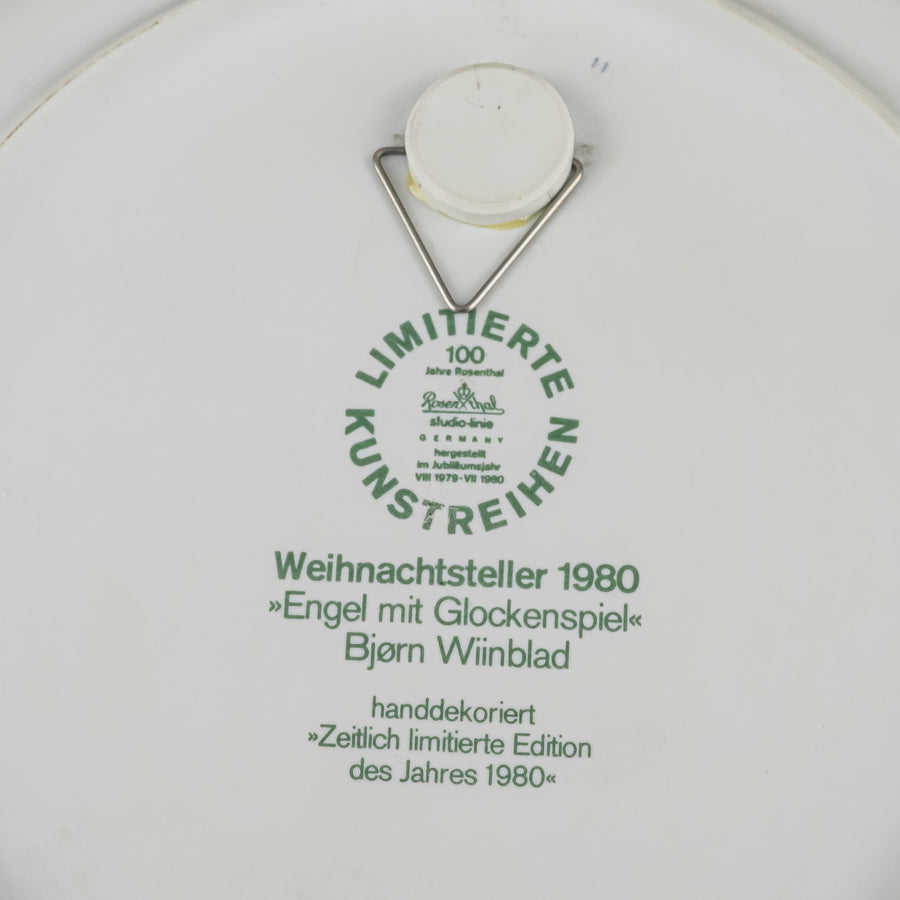 LIMITIERTE
KUNSTREIHEN
100
Jahre Rosenthal
Rosenthal
studio-linie
GERMANY
hergestellt
im Jubiläumsjahr
VIII 1979-VII 1980
Weihnachtsteller 1980
»Engel mit Glockenspiel«
Bjørn Wiinblad
handdekoriert
»Zeitlich limitierte Edition
des Jahres 1980«